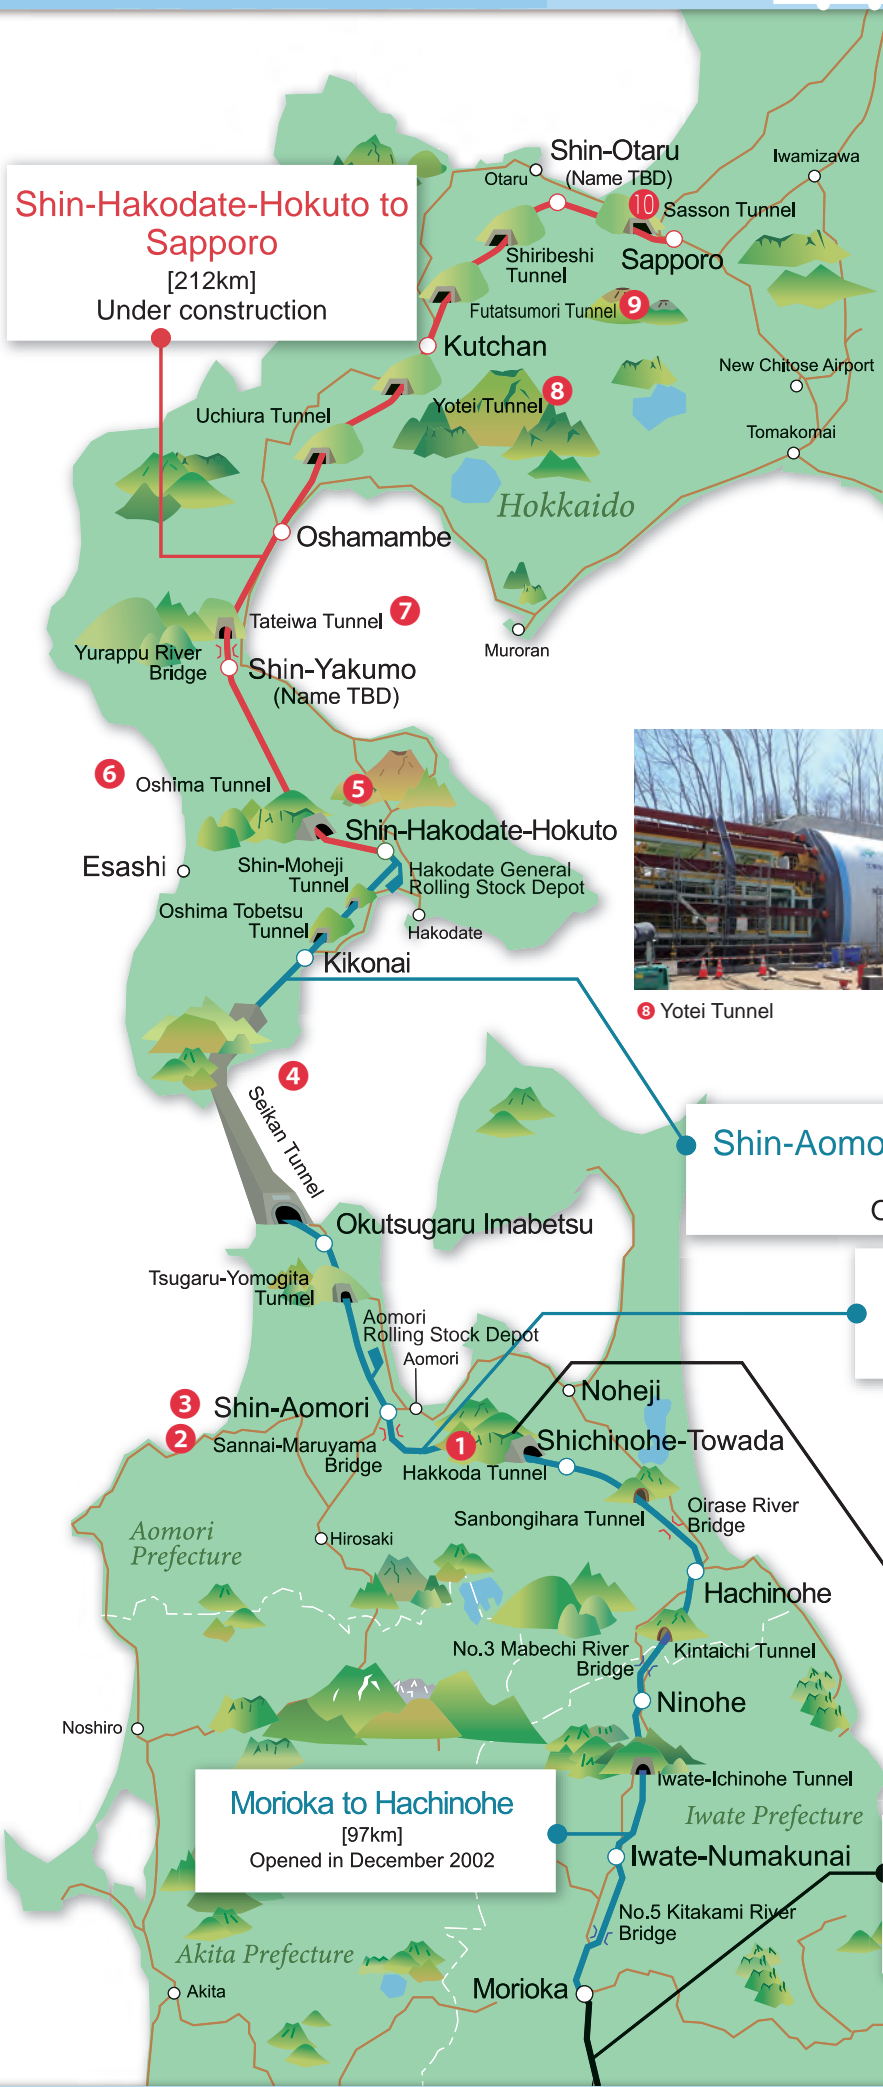 Shin-Otaru
(Name TBD)
Otaru
Iwamizawa
10
Sasson Tunnel
Shin-Hakodate-Hokuto to
Sapporo
[212km]
Under construction
Shiribeshi
Tunnel
Sapporo
Futatsumori Tunnel
9
Kutchan
New Chitose Airport
Yotei Tunnel
8
Uchiura Tunnel
Tomakomai
Hokkaido
Oshamambe
Tateiwa Tunnel
7
Muroran
Yurappu River
Bridge
Shin-Yakumo
(Name TBD)
6
Oshima Tunnel
5
Shin-Hakodate-Hokuto
Esashi
Shin-Moheji
Tunnel
Hakodate General
Rolling Stock Depot
Oshima Tobetsu
Tunnel
Hakodate
Kikonai
8 Yotei Tunnel
4
Seikan Tunnel
Shin-Aomo
Okutsugaru Imabetsu
Tsugaru-Yomogita
Tunnel
Aomori
Rolling Stock Depot
Aomori
Noheji
3
Shin-Aomori
2
Sannai-Maruyama
Bridge
1
Shichinohe-Towada
Hakkoda Tunnel
Sanbongihara Tunnel
Oirase River
Bridge
Aomori
Prefecture
Hirosaki
Hachinohe
No.3 Mabechi River
Bridge
Kintaichi Tunnel
Ninohe
Noshiro
Iwate-Ichinohe Tunnel
Morioka to Hachinohe
[97km]
Opened in December 2002
Iwate Prefecture
Iwate-Numakunai
No.5 Kitakami River
Bridge
Akita Prefecture
Akita
Morioka